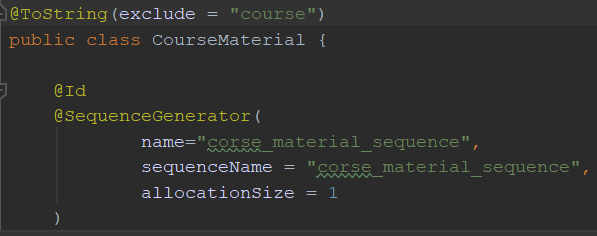 @ToString(exclude = "course")
public class CourseMaterial {
@Id
@SequenceGenerator(
name="corse_material_sequence",
sequenceName = "corse_material_sequence",
allocationSize = 1
)